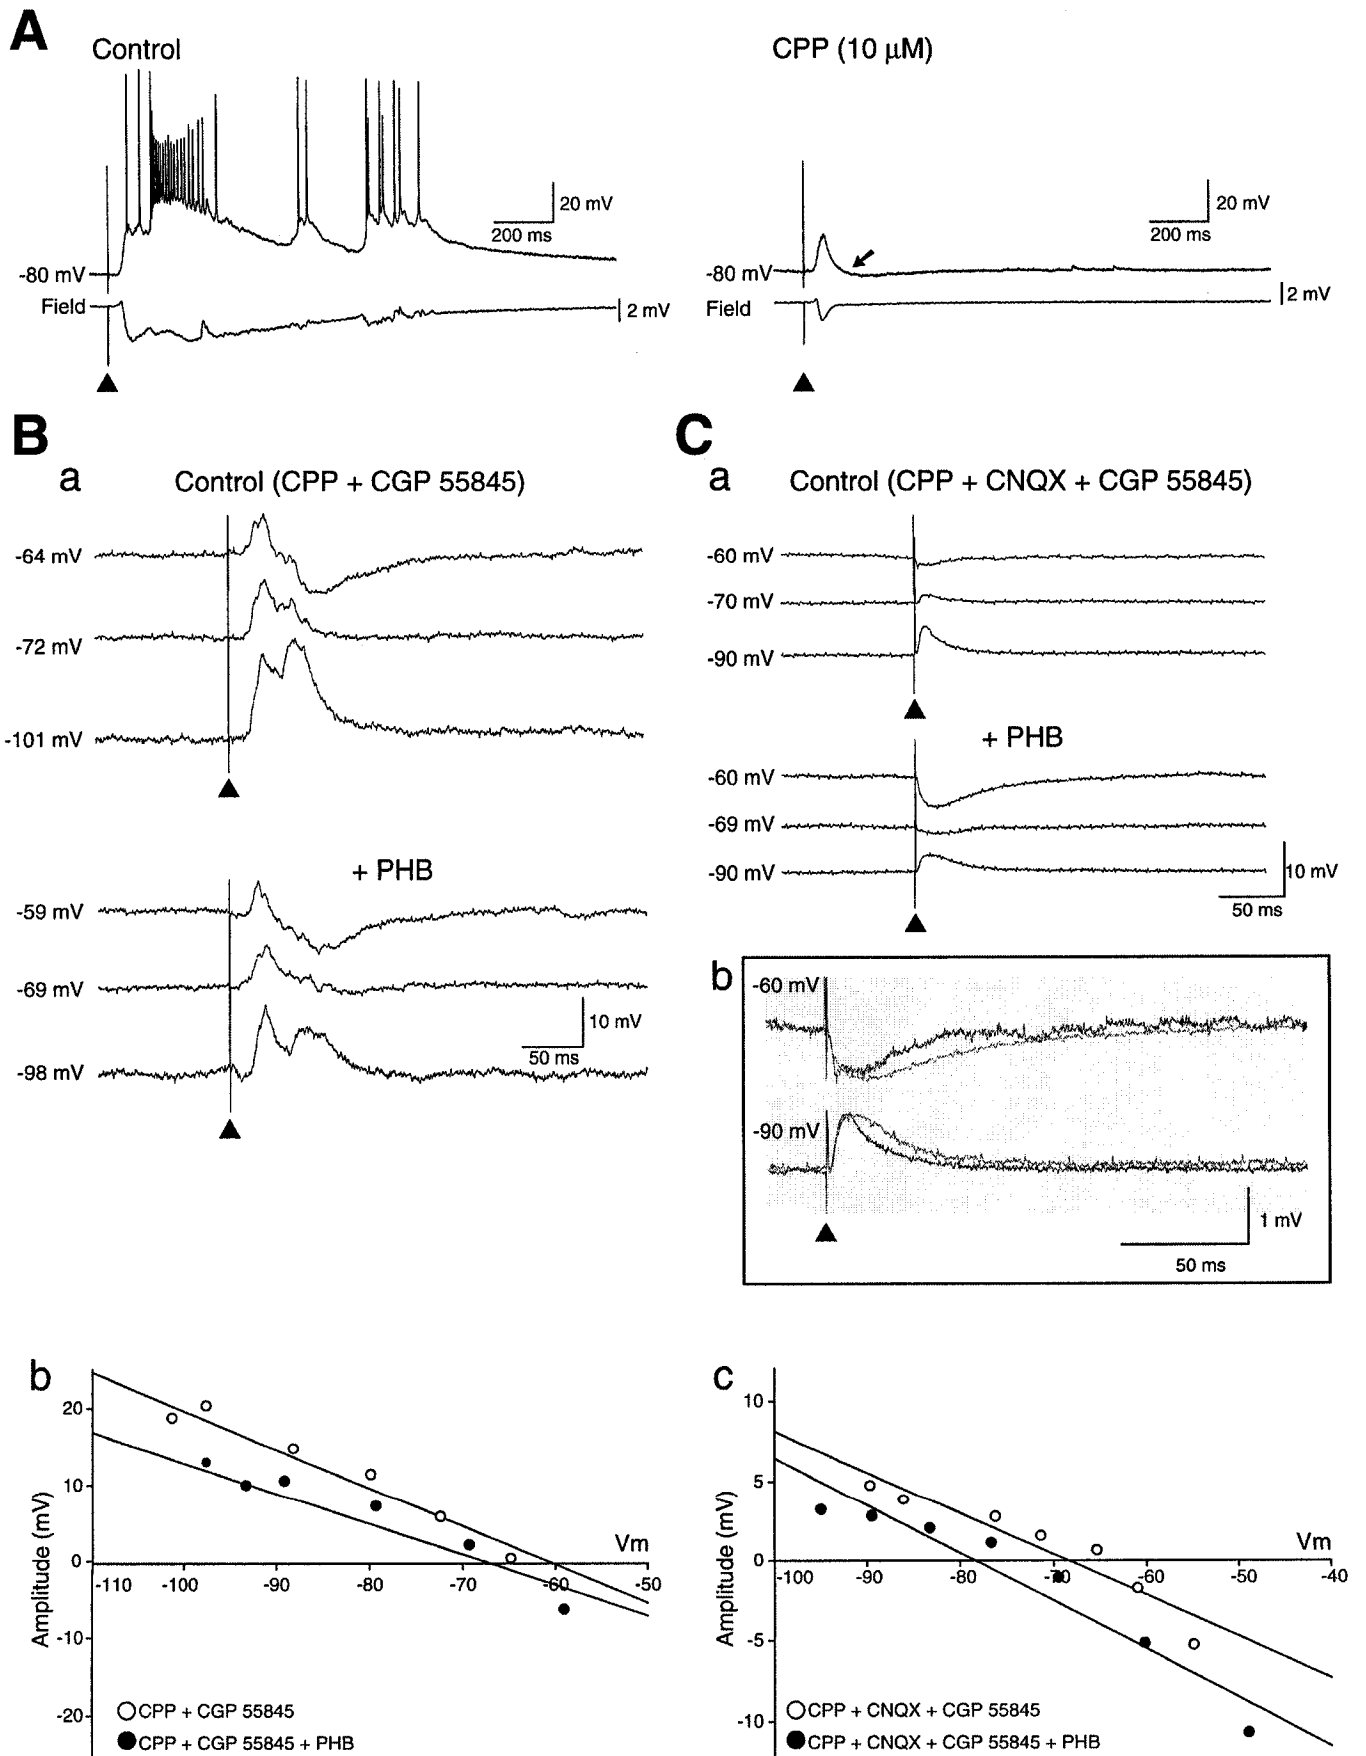 A
Control
CPP (10 µM)
20 mV
200 ms
-80 mV
Field
2 mV
20 mV
200 ms
-80 mV
Field
2 mV
B
a
Control (CPP + CGP 55845)
-64 mV
-72 mV
-101 mV
+ PHB
-59 mV
-69 mV
-98 mV
10 mV
50 ms
C
a
Control (CPP + CNQX + CGP 55845)
-60 mV
-70 mV
-90 mV
+ PHB
-60 mV
-69 mV
-90 mV
10 mV
50 ms
b
-60 mV
-90 mV
1 mV
50 ms
b
Amplitude (mV)
20
10
0
-10
-20
-110 -100 -90 -80 -70 -60 -50
Vm
CPP + CGP 55845
CPP + CGP 55845 + PHB
c
Amplitude (mV)
10
5
0
-5
-10
-100 -90 -80 -70 -60 -50 -40
Vm
CPP + CNQX + CGP 55845
CPP + CNQX + CGP 55845 + PHB